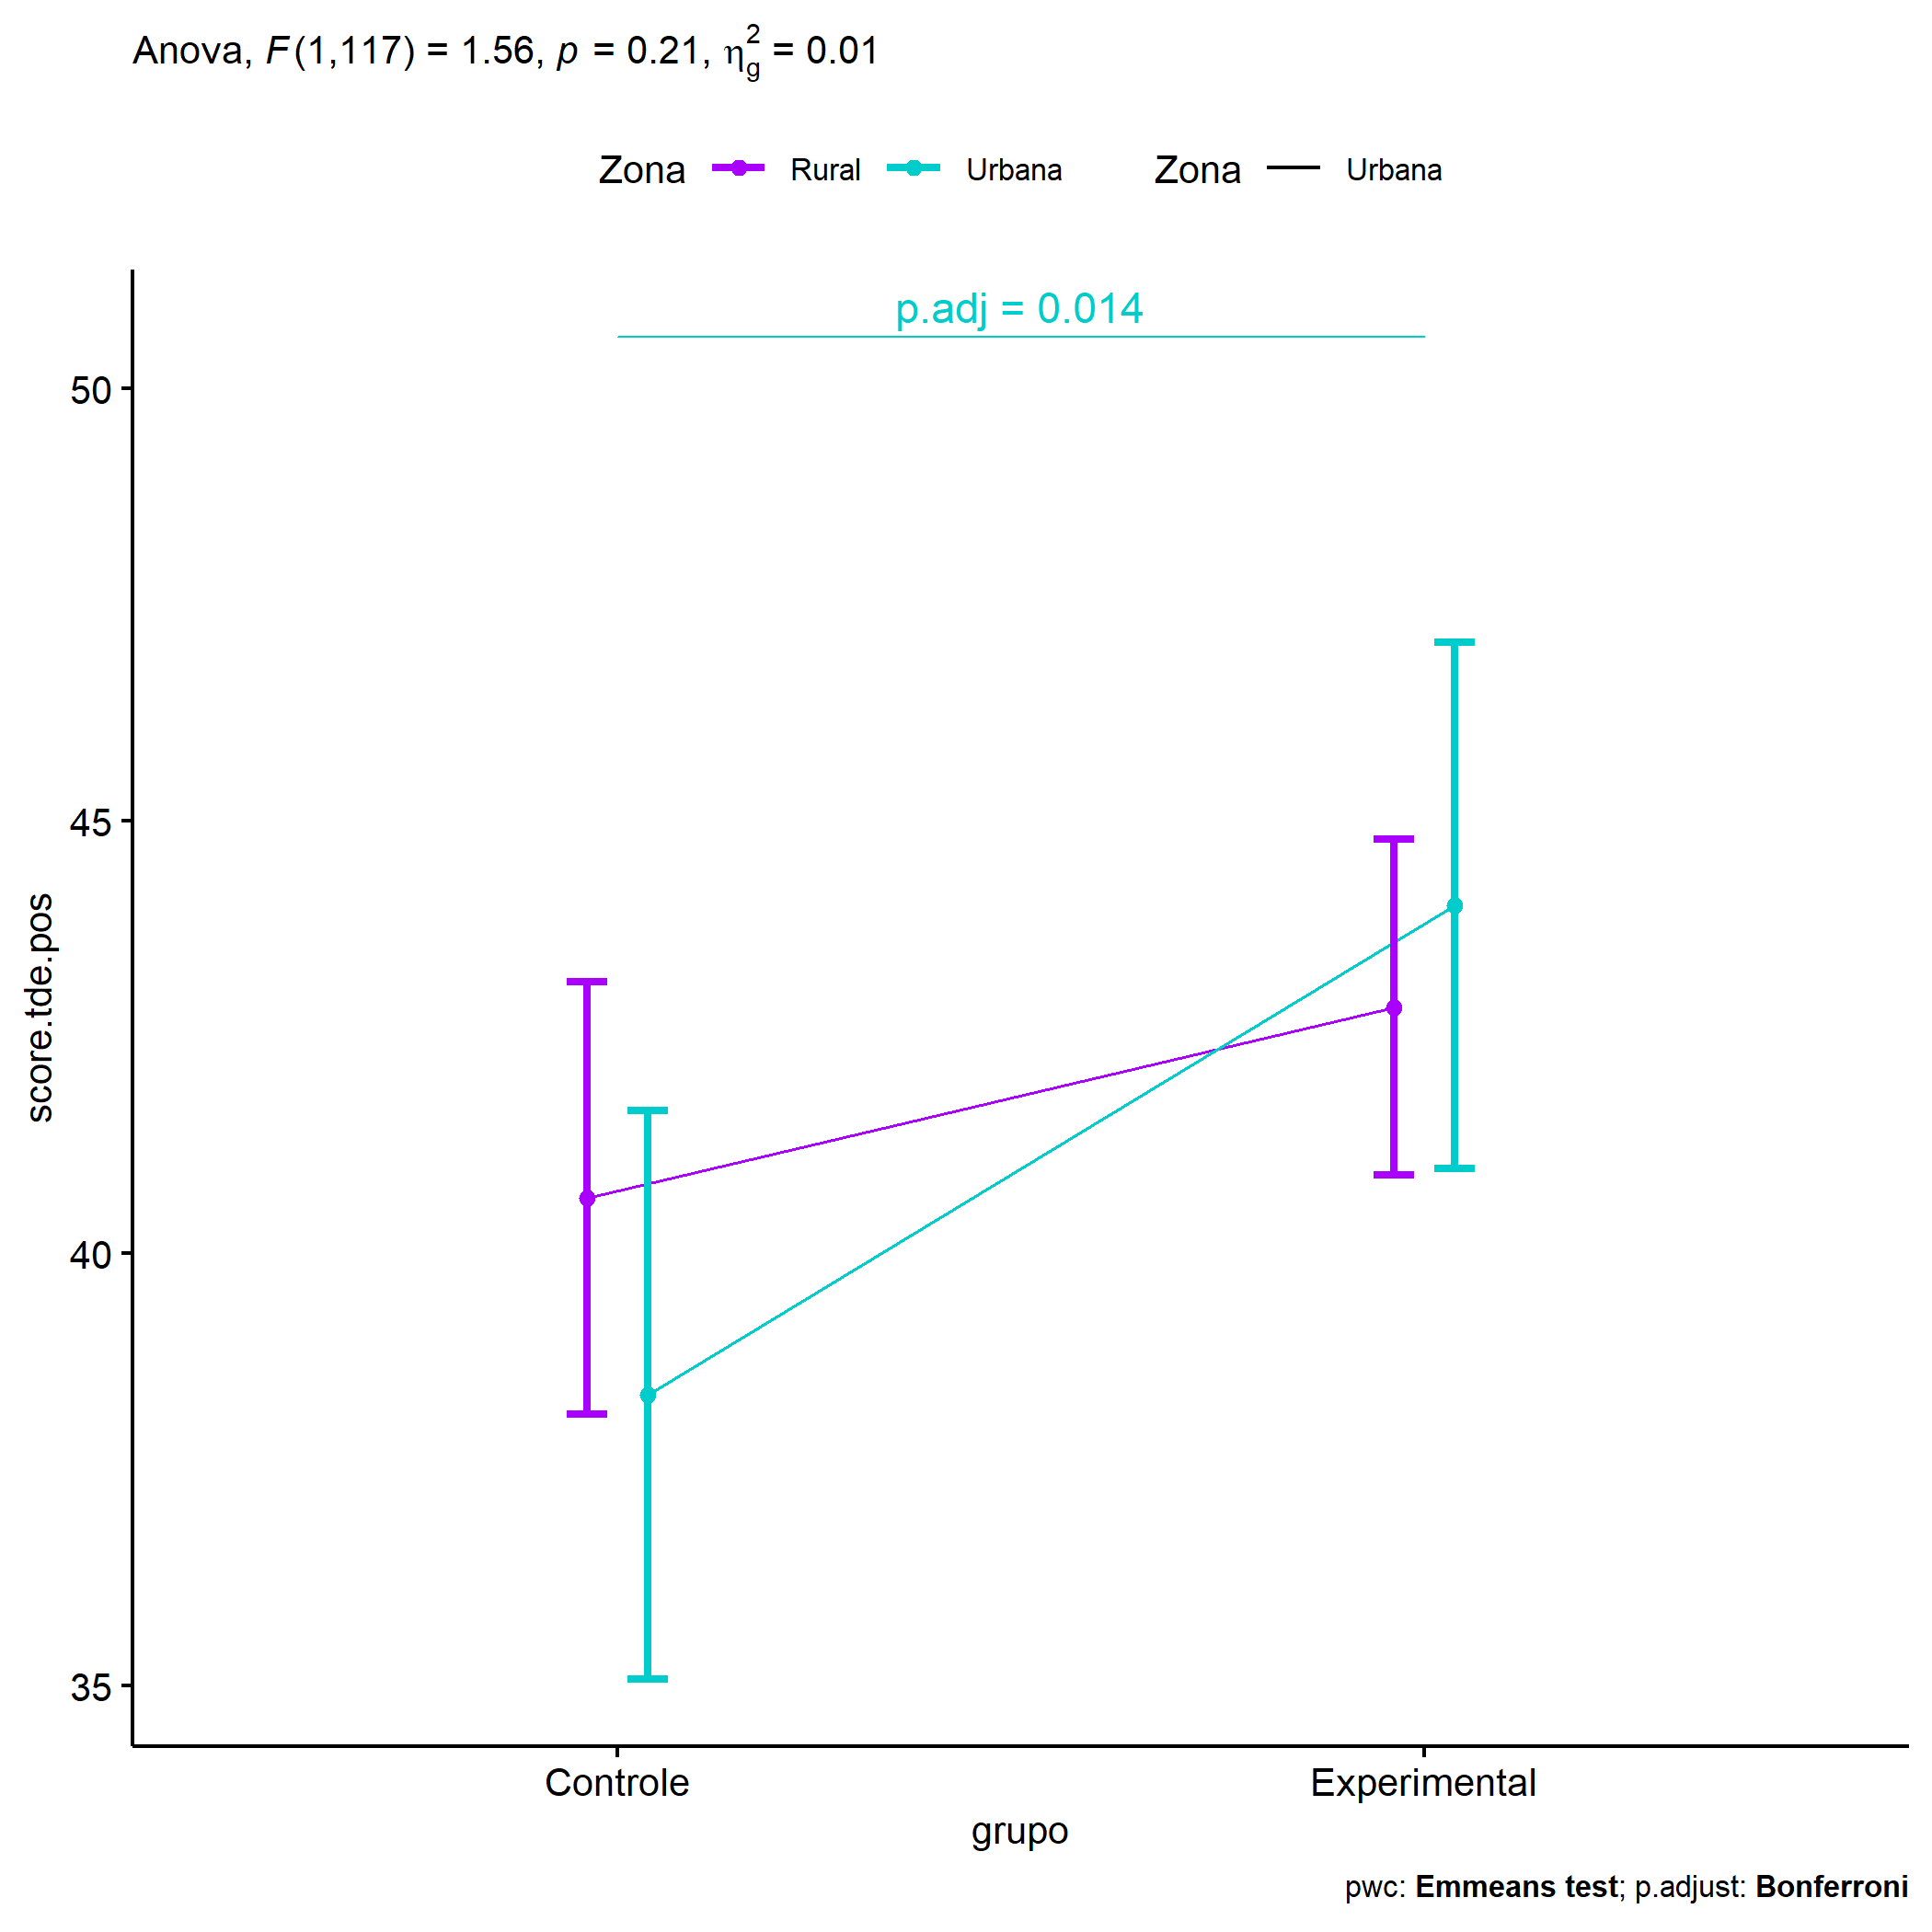 Anova, F(1,117) = 1.56, p = 0.21, η²g = 0.01
Zona Rural Urbana Zona Urbana
p.adj = 0.014
50
45
40
35
score.tde.pos
Controle Experimental
grupo
pwc: Emmeans test; p.adjust: Bonferroni